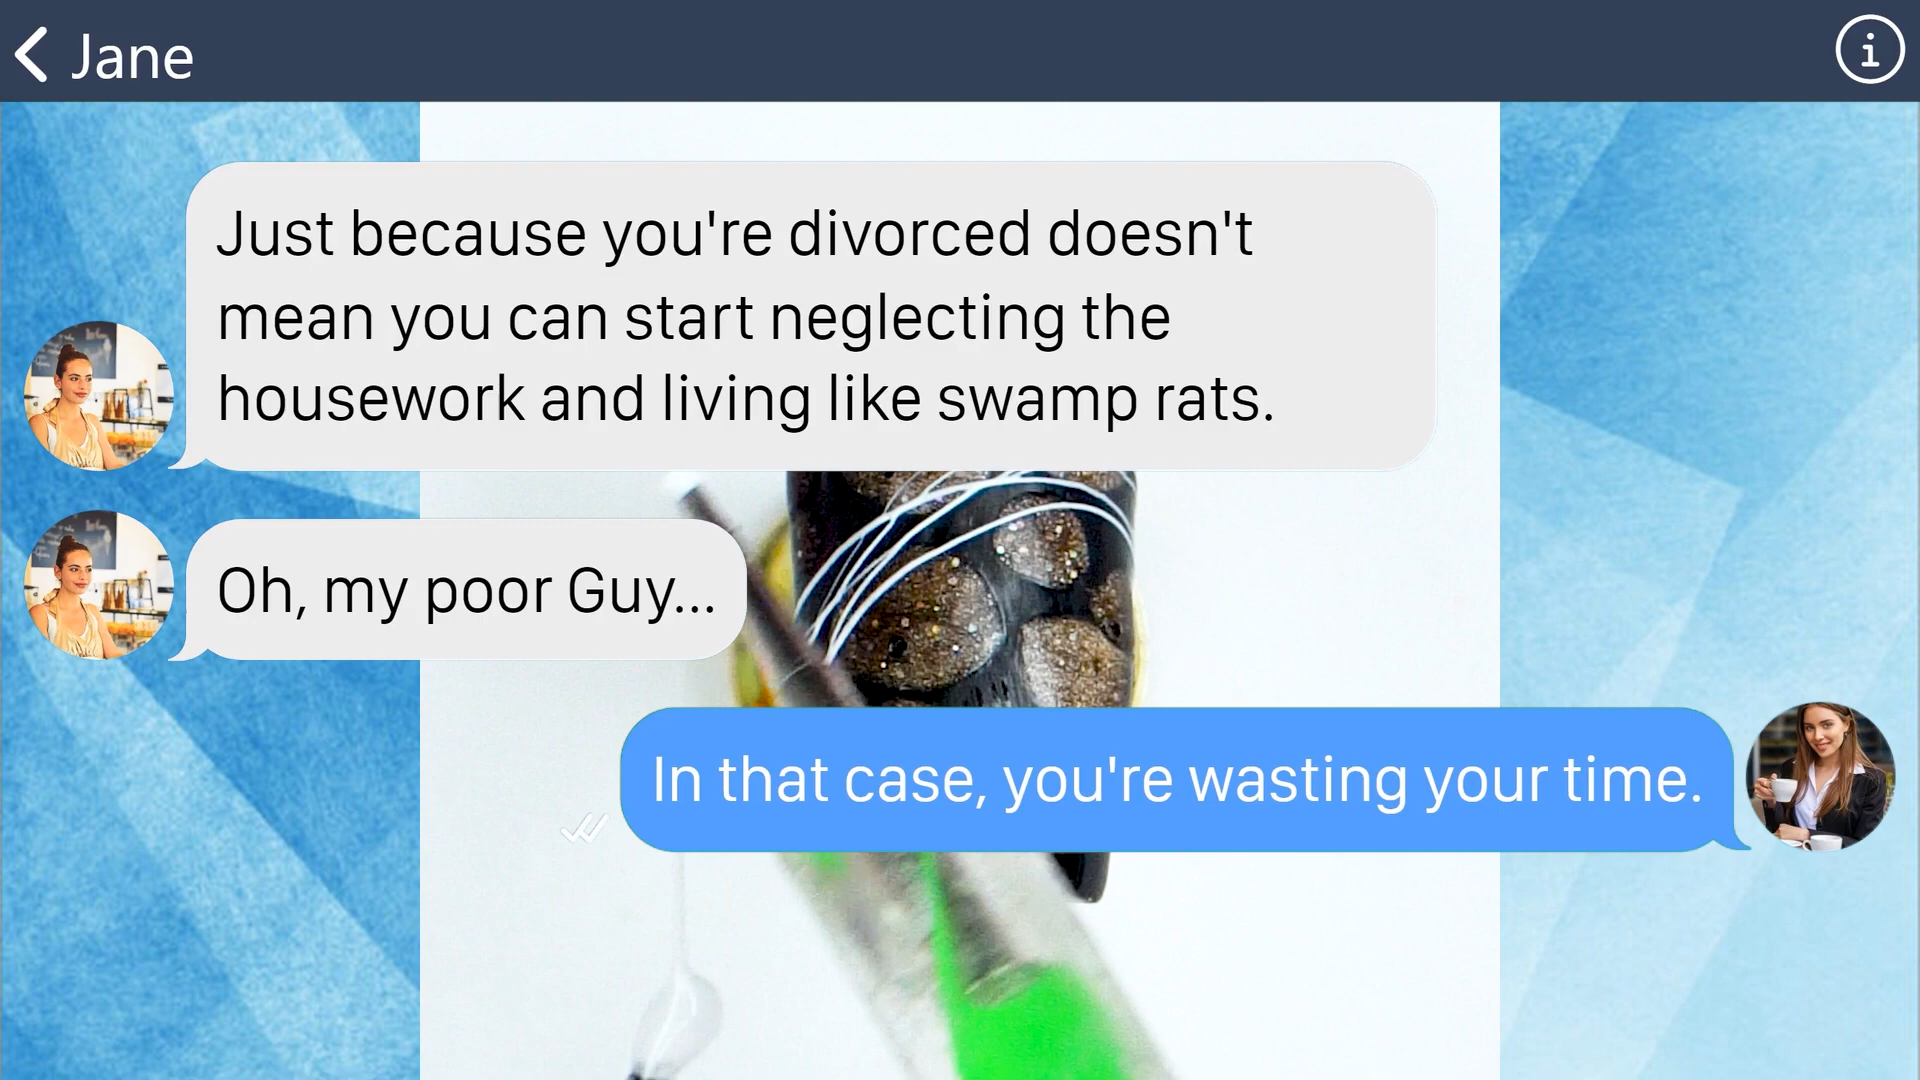 Jane
Just because you're divorced doesn't
mean you can start neglecting the
housework and living like swamp rats.
Oh, my poor Guy...
In that case, you're wasting your time.